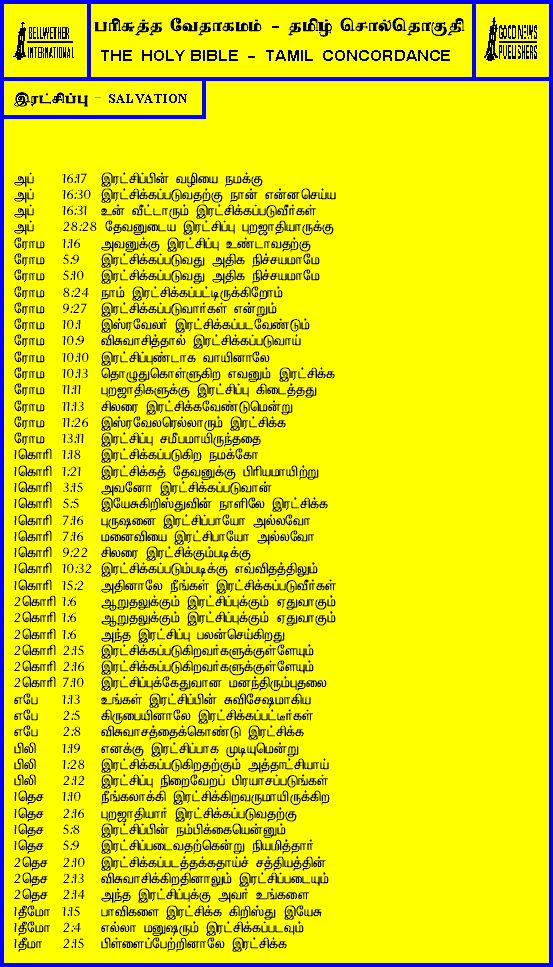 BELLWETHER
INTERNATIONAL
பரிசுத்த வேதாகமம் - தமிழ் சொல்தொகுதி
THE HOLY BIBLE - TAMIL CONCORDANCE
GOOD NEWS
PUBLISHERS
இரட்சிப்பு - SALVATION
அப் 16:17 இரட்சிப்பின் வழியை நமக்கு
அப் 16:30 இரட்சிக்கப்படுவதற்கு நான் என்னசெய்ய
அப் 16:31 உன் வீட்டாரும் இரட்சிக்கப்படுவீர்கள்
அப் 28:28 தேவனுடைய இரட்சிப்பு புறஜாதியாருக்கு
ரோம 1:16 அவனுக்கு இரட்சிப்பு உண்டாவதற்கு
ரோம 5:9 இரட்சிக்கப்படுவது அதிக நிச்சயமாமே
ரோம 5:10 இரட்சிக்கப்படுவது அதிக நிச்சயமாமே
ரோம 8:24 நாம் இரட்சிக்கப்பட்டிருக்கிறோம்
ரோம 9:27 இரட்சிக்கப்படுவார்கள் என்றும்
ரோம 10:1 இஸ்ரவேலர் இரட்சிக்கப்படவேண்டும்
ரோம 10:9 விசுவாசித்தால் இரட்சிக்கப்படுவாய்
ரோம 10:10 இரட்சிப்புண்டாக வாயினாலே
ரோம 10:13 தொழுதுகொள்ளுகிற எவனும் இரட்சிக்க
ரோம 11:11 புறஜாதிகளுக்கு இரட்சிப்பு கிடைத்தது
ரோம 11:13 சிலரை இரட்சிக்கவேண்டுமென்று
ரோம 11:26 இஸ்ரவேலரெல்லாரும் இரட்சிக்க
ரோம 13:11 இரட்சிப்பு சமீபமாயிருந்ததை
1கொரி 1:18 இரட்சிக்கப்படுகிற நமக்கோ
1கொரி 1:21 இரட்சிக்கத் தேவனுக்கு பிரியமாயிற்று
1கொரி 3:15 அவனோ இரட்சிக்கப்படுவான்
1கொரி 5:5 இயேசுகிறிஸ்துவின் நாளிலே இரட்சிக்க
1கொரி 7:16 புருஷனை இரட்சிப்பாயோ அல்லவோ
1கொரி 7:16 மனைவியை இரட்சிபாயோ அல்லவோ
1கொரி 9:22 சிலரை இரட்சிக்கும்படிக்கு
1கொரி 10:32 இரட்சிக்கப்படும்படிக்கு எவ்விதத்திலும்
1கொரி 15:2 அதினாலே நீங்கள் இரட்சிக்கப்படுவீர்கள்
2கொரி 1:6 ஆறுதலுக்கும் இரட்சிப்புக்கும் ஏதுவாகும்
2கொரி 1:6 ஆறுதலுக்கும் இரட்சிப்புக்கும் ஏதுவாகும்
2கொரி 1:6 அந்த இரட்சிப்பு பலன்செய்கிறது
2கொரி 2:15 இரட்சிக்கப்படுகிறவர்களுக்குள்ளேயும்
2கொரி 2:16 இரட்சிக்கப்படுகிறவர்களுக்குள்ளேயும்
2கொரி 7:10 இரட்சிப்புக்கேதுவான மனந்திரும்புதலை
எபே 1:13 உங்கள் இரட்சிப்பின் சுவிசேஷமாகிய
எபே 2:5 கிருபையினாலே இரட்சிக்கப்பட்டீர்கள்
எபே 2:8 விசுவாசத்தைக்கொண்டு இரட்சிக்க
பிலி 1:19 எனக்கு இரட்சிப்பாக முடியுமென்று
பிலி 1:28 இரட்சிக்கப்படுகிறதற்கும் அத்தாட்சியாய்
பிலி 2:12 இரட்சிப்பு நிறைவேறப் பிரயாசப்படுங்கள்
1தெச 1:10 நீங்கலாக்கி இரட்சிக்கிறவருமாயிருக்கிற
1தெச 2:16 புறஜாதியார் இரட்சிக்கப்படுவதற்கு
1தெச 5:8 இரட்சிப்பின் நம்பிக்கையென்னும்
1தெச 5:9 இரட்சிப்படைவதற்கென்று நியமித்தார்
2தெச 2:10 இரட்சிக்கப்படத்தக்கதாய்ச் சத்தியத்தின்
2தெச 2:13 விசுவாசிக்கிறதினாலும் இரட்சிப்படையும்
2தெச 2:14 அந்த இரட்சிப்புக்கு அவர் உங்களை
1தீமோ 1:15 பாவிகளை இரட்சிக்க கிறிஸ்து இயேசு
1தீமோ 2:4 எல்லா மனுஷரும் இரட்சிக்கப்படவும்
1தீமா 2:15 பிள்ளைப்பேற்றினாலே இரட்சிக்க